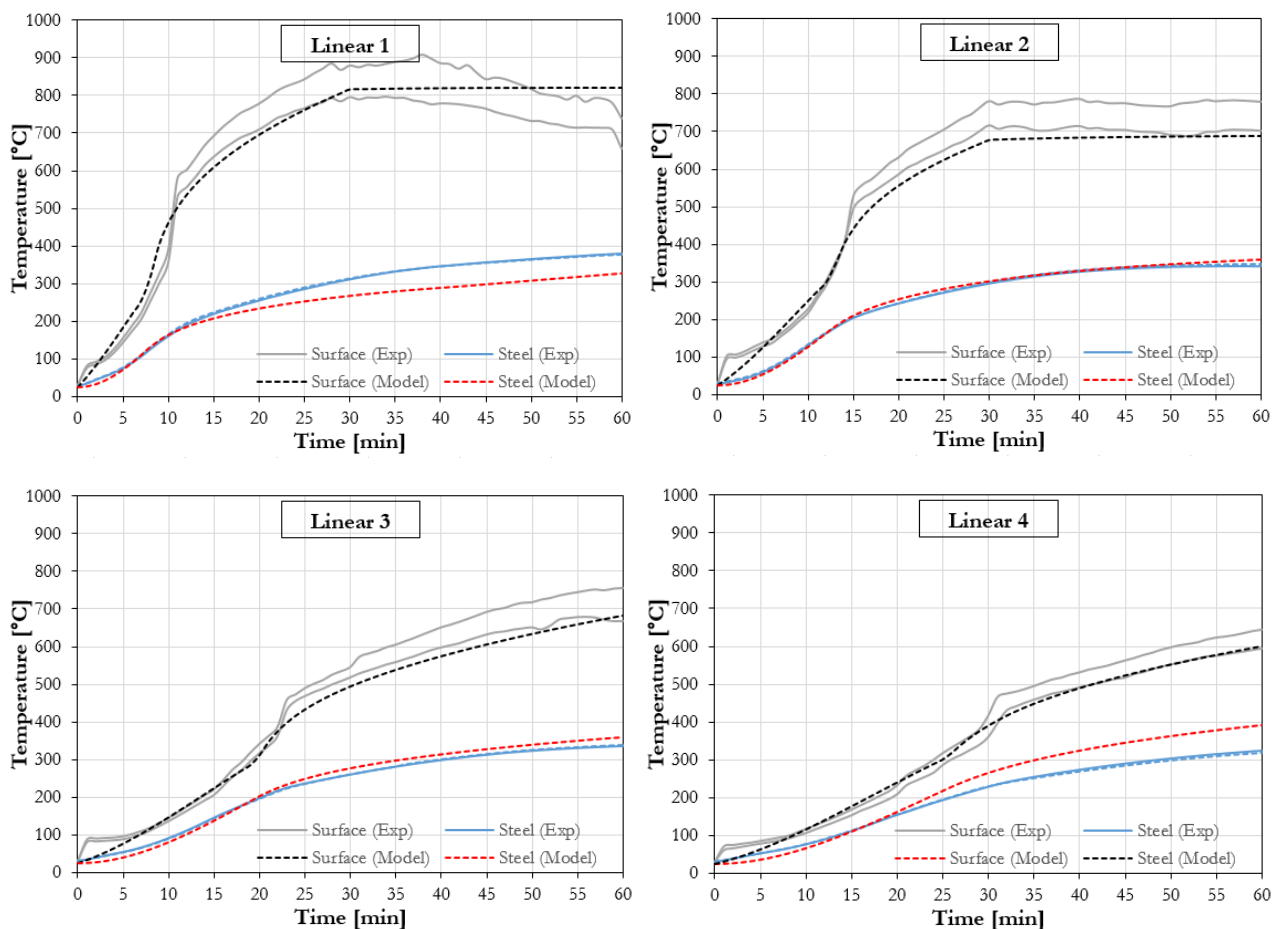 Linear 1
Temperature [°C]
1000
900
800
700
600
500
400
300
200
100
0
Surface (Exp) Steel (Exp)
Surface (Model) Steel (Model)
0 5 10 15 20 25 30 35 40 45 50 55 60
Time [min]
Linear 2
Temperature [°C]
1000
900
800
700
600
500
400
300
200
100
0
Surface (Exp) Steel (Exp)
Surface (Model) Steel (Model)
0 5 10 15 20 25 30 35 40 45 50 55 60
Time [min]
Linear 3
Temperature [°C]
1000
900
800
700
600
500
400
300
200
100
0
Surface (Exp) Steel (Exp)
Surface (Model) Steel (Model)
0 5 10 15 20 25 30 35 40 45 50 55 60
Time [min]
Linear 4
Temperature [°C]
1000
900
800
700
600
500
400
300
200
100
0
Surface (Exp) Steel (Exp)
Surface (Model) Steel (Model)
0 5 10 15 20 25 30 35 40 45 50 55 60
Time [min]